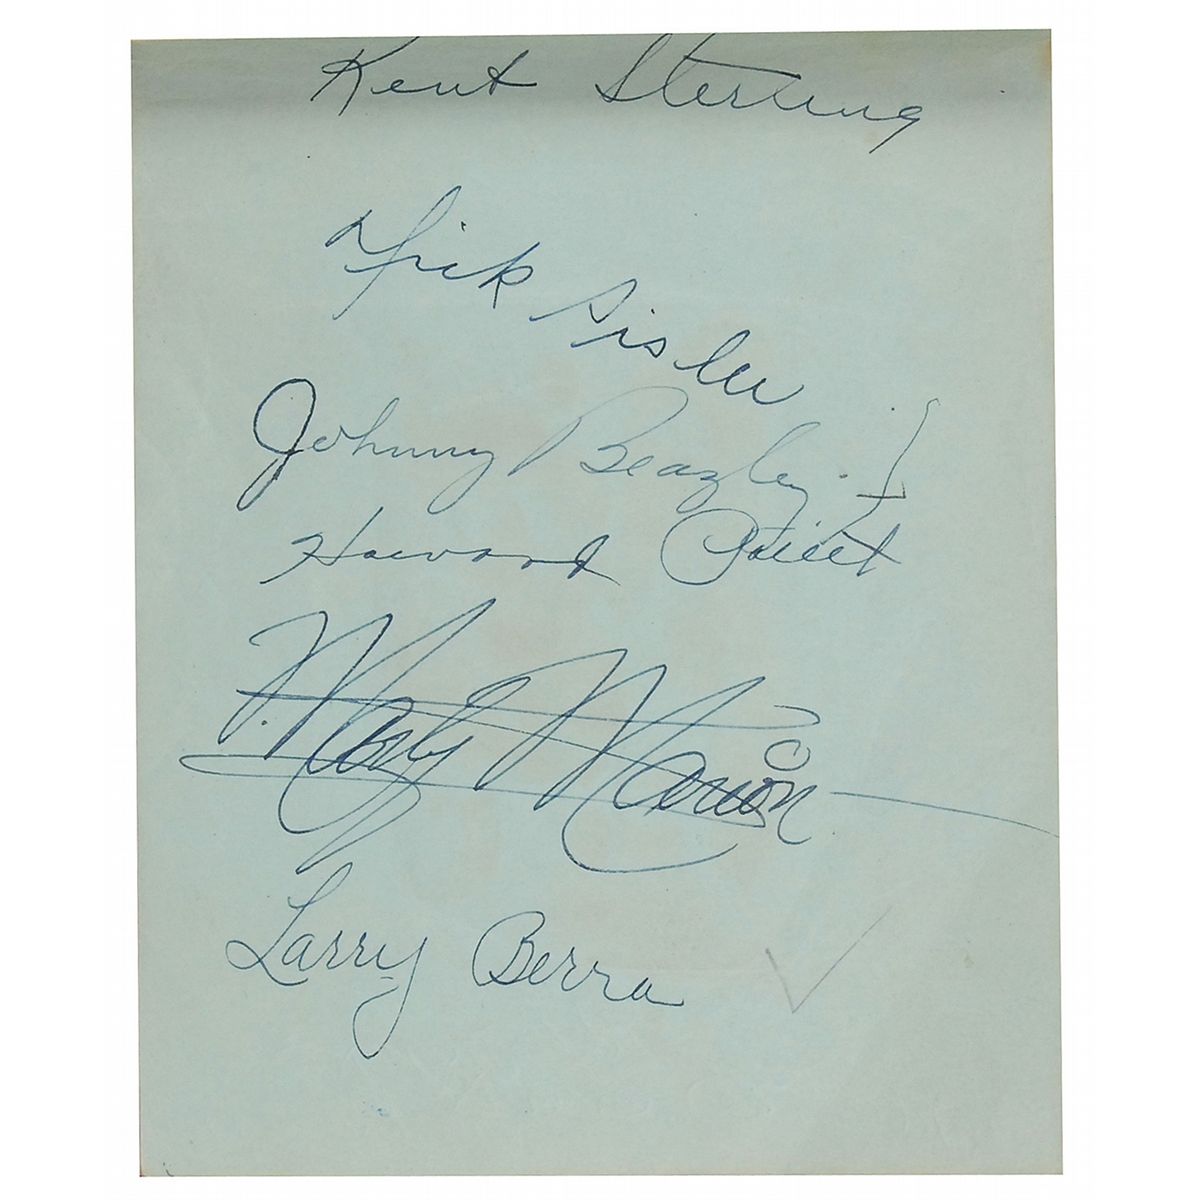 Kent Sterling
Dick Sisler
Johnny Beazley
Howard Pollet
Marty Marion
Larry Berra